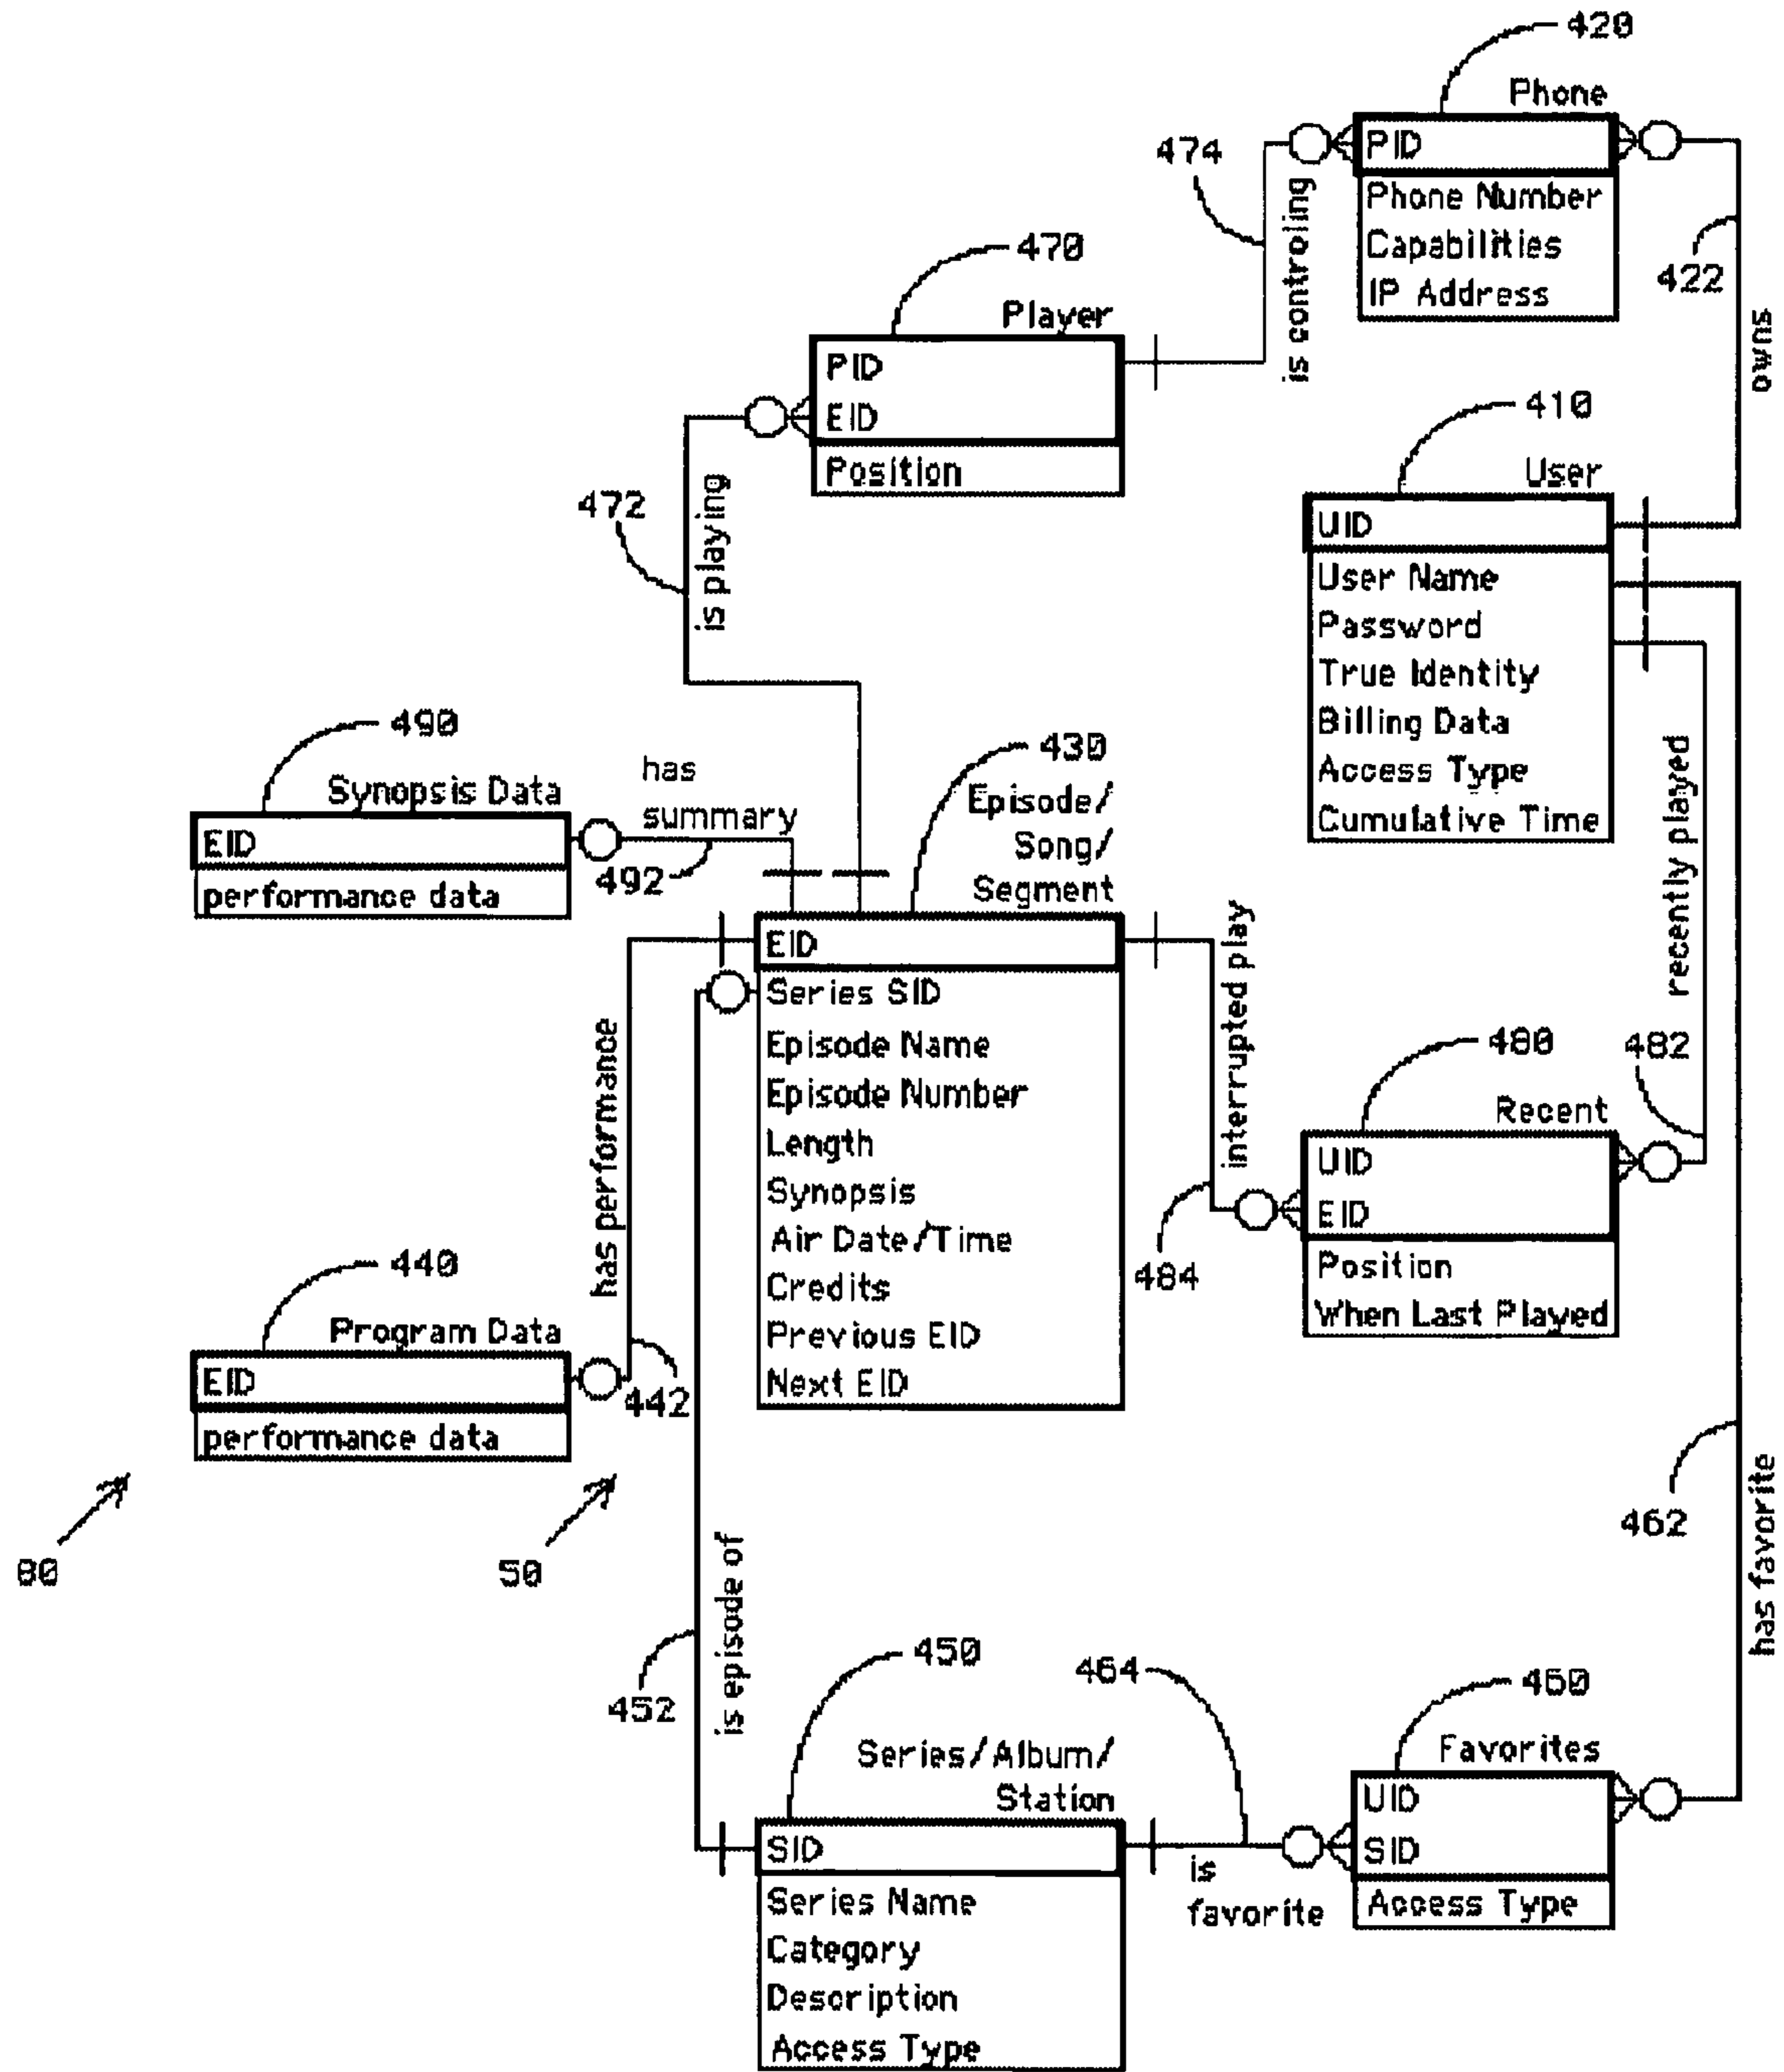 420
Phone
PID
Phone Number
Capabilities
IP Address
474
is controling
422
owns
470
Player
PID
EID
Position
472
is playing
410
User
UID
User Name
Password
True Identity
Billing Data
Access Type
Cumulative Time
490
Synopsis Data
EID
performance data
has
summary
492
430
Episode/
Song/
Segment
EID
Series SID
Episode Name
Episode Number
Length
Synopsis
Air Date/Time
Credits
Previous EID
Next EID
interrupted play
484
recently played
482
480
Recent
UID
EID
Position
When Last Played
has performance
442
440
Program Data
EID
performance data
80
50
is episode of
452
450
Series/Album/
Station
SID
Series Name
Category
Description
Access Type
464
is
favorite
460
Favorites
UID
SID
Access Type
462
has favorite